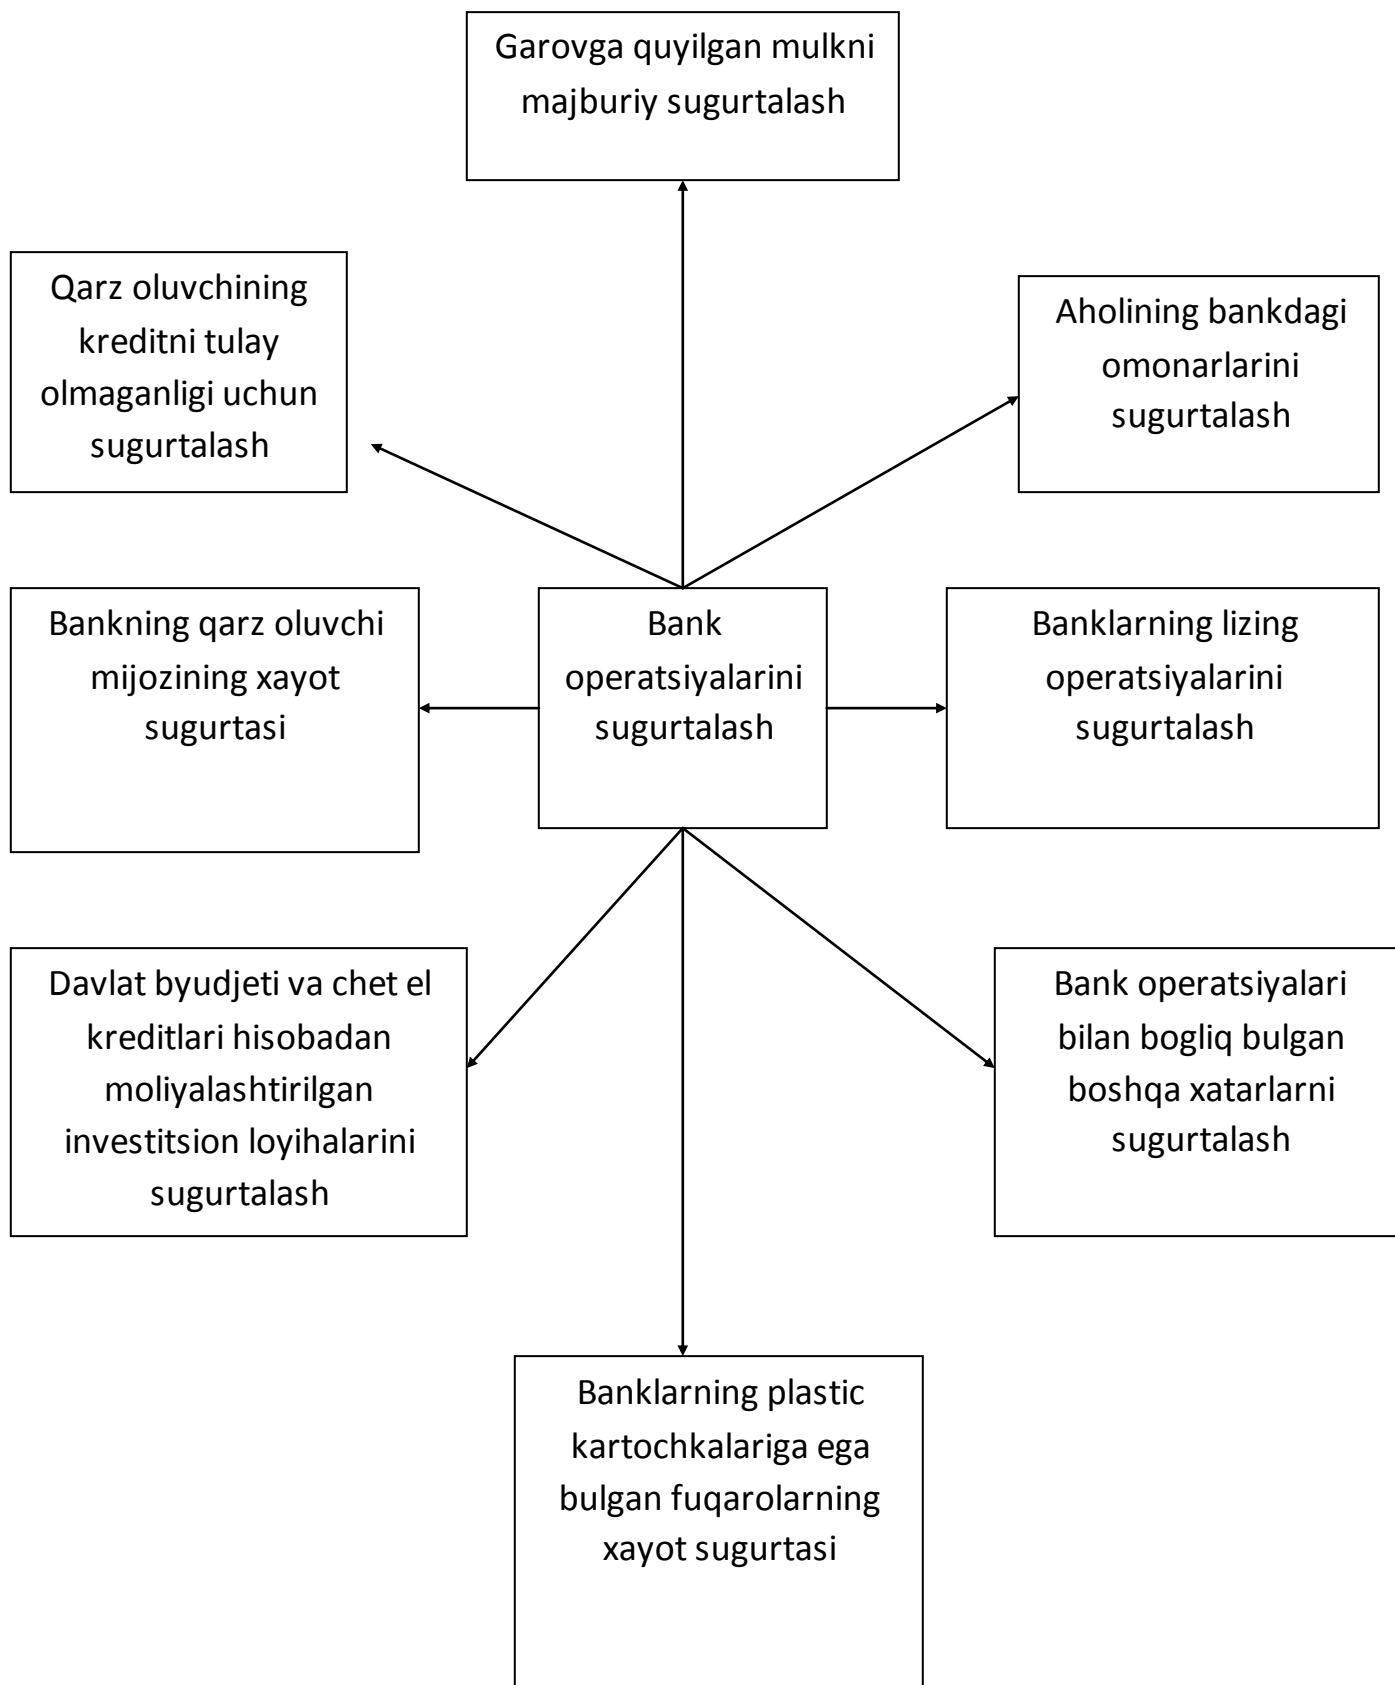 Garovga quyilgan mulkni
majburiy sugurtalash
Qarz oluvchining
kreditni tulay
olmaganligi uchun
sugurtalash
Aholining bankdagi
omonarlarini
sugurtalash
Bankning qarz oluvchi
mijozining xayot
sugurtasi
Bank
operatsiyalarini
sugurtalash
Banklarning lizing
operatsiyalarini
sugurtalash
Davlat byudjeti va chet el
kreditlari hisobadan
moliyalashtirilgan
investitsion loyihalarini
sugurtalash
Bank operatsiyalari
bilan bogliq bulgan
boshqa xatarlarni
sugurtalash
Banklarning plastic
kartochkalariga ega
bulgan fuqarolarning
xayot sugurtasi